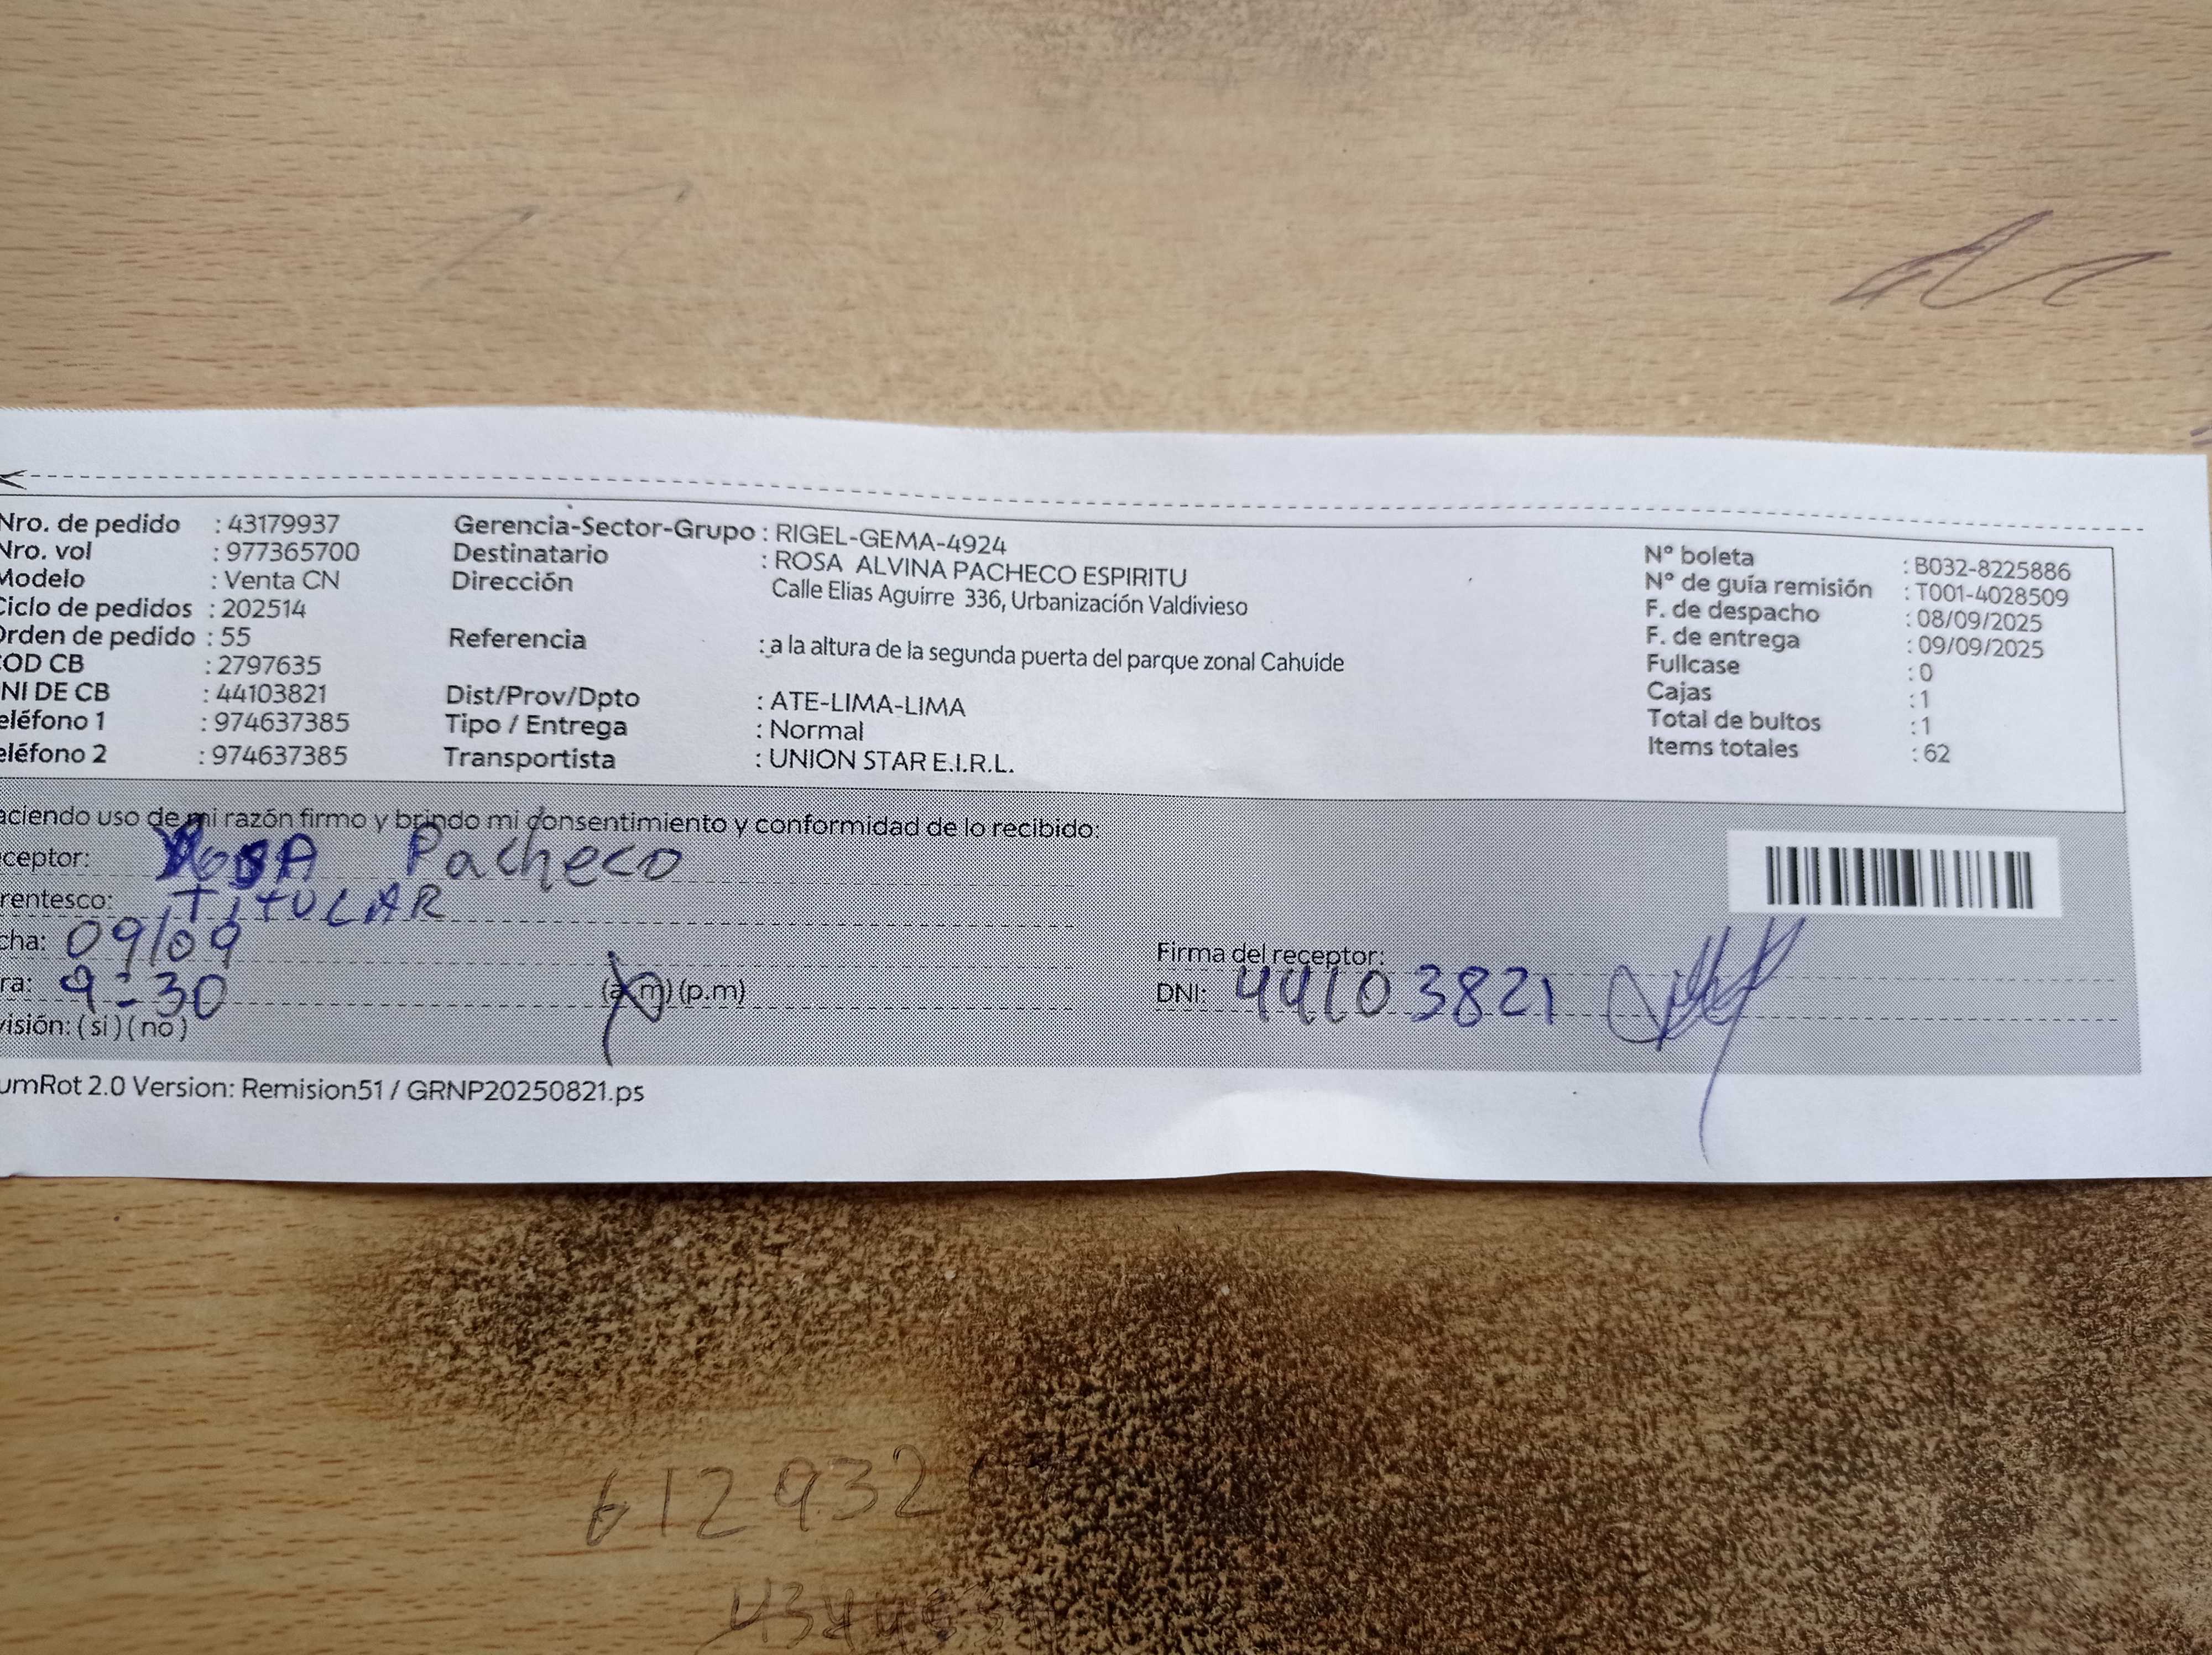 Nro. de pedido : 43179937 Gerencia-Sector-Grupo : RIGEL-GEMA-4924 N° boleta : B032-8225886
Nro. vol : 977365700 Destinatario : ROSA ALVINA PACHECO ESPIRITU N° de guía remisión : T001-4028509
Modelo : Venta CN Dirección Calle Elias Aguirre 336, Urbanización Valdivieso F. de despacho : 08/09/2025
Ciclo de pedidos : 202514 F. de entrega : 09/09/2025
Orden de pedido : 55 Referencia : a la altura de la segunda puerta del parque zonal Cahuide Fullcase : 0
OD CB : 2797635 Cajas : 1
NI DE CB : 44103821 Dist/Prov/Dpto : ATE-LIMA-LIMA Total de bultos : 1
eléfono 1 : 974637385 Tipo / Entrega : Normal Items totales : 62
eléfono 2 : 974637385 Transportista : UNION STAR E.I.R.L.
aciendo uso de mi razón firmo y brindo mi consentimiento y conformidad de lo recibido:
ceptor: ROSA Pacheco
rentesco: TITULAR
cha: 09/09 Firma del receptor:
ra: 9:30 (a.m) (p.m) DNI: 44103821
visión: (si) (no)
umRot 2.0 Version: Remision51 / GRNP20250821.ps
612932